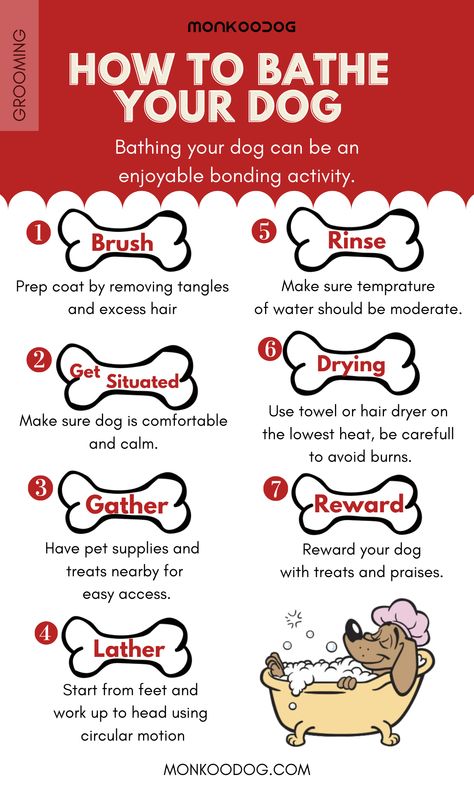 MONKOODOG
GROOMING
HOW TO BATHE
YOUR DOG
Bathing your dog can be an
enjoyable bonding activity.
1
Brush
Prep coat by removing tangles
and excess hair
2
Get Situated
Make sure dog is comfortable
and calm.
3
Gather
Have pet supplies and
treats nearby for
easy access.
4
Lather
Start from feet and
work up to head using
circular motion
5
Rinse
Make sure temprature
of water should be moderate.
6
Drying
Use towel or hair dryer on
the lowest heat, be carefull
to avoid burns.
7
Reward
Reward your dog
with treats and praises.
MONKOODOG.COM